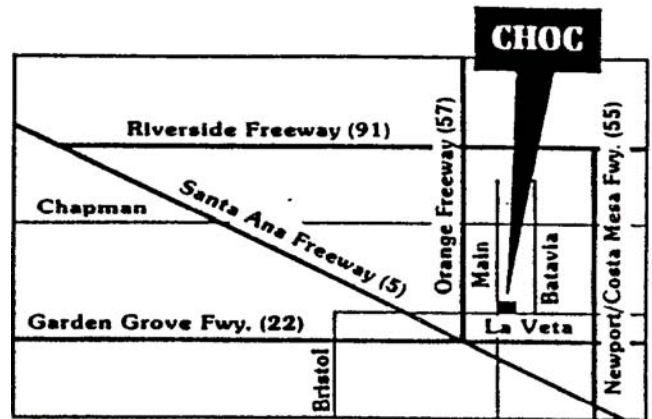 CHOC
Riverside Freeway (91)
Orange Freeway (57)
Newport/Costa Mesa Fwy. (55)
Santa Ana Freeway (5)
Chapman
Main
Batavia
Garden Grove Fwy. (22)
La Veta
Bristol